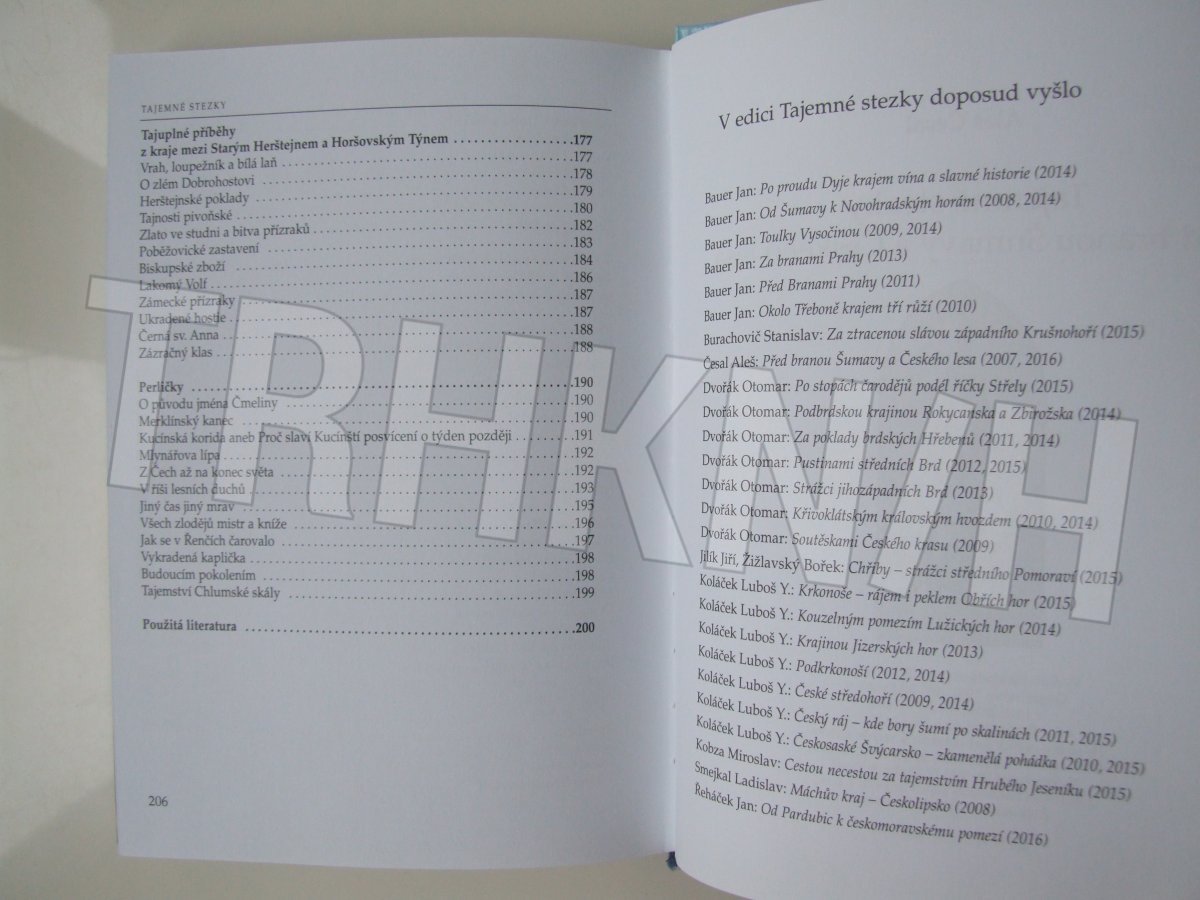 TAJEMNÉ STEZKY
Tajuplné příběhy
z kraje mezi Starým Herštejnem a Horšovským Týnem ..................177
Vrah, loupežník a bílá laň ..................177
O zlém Dobrohostovi ..................178
Herštejnské poklady ..................179
Tajnosti pivoňské ..................180
Zlato ve studni a bitva přízraků ..................182
Poběžovické zastavení ..................183
Biskupské zboží ..................184
Lakomý Volf ..................186
Zámecké přízraky ..................187
Ukradené hostie ..................187
Černá sv. Anna ..................188
Zázračný klas ..................188
Perličky ..................190
O původu jména Čmeliny ..................190
Merklínský kanec ..................190
Kucínská korida aneb Proč slaví Kucínští posvícení o týden později ..................191
Mlynářova lípa ..................192
Z Čech až na konec světa ..................192
V říši lesních duchů ..................193
Jiný čas jiný mrav ..................195
Všech zlodějů mistr a kníže ..................196
Jak se v Řenčích čarovalo ..................197
Vykradená kaplička ..................198
Budoucím pokolením ..................198
Tajemství Chlumské skály ..................199
Použitá literatura ..................200
206
V edici Tajemné stezky doposud vyšlo
Bauer Jan: Po proudu Dyje krajem vína a slavné historie (2014)
Bauer Jan: Od Šumavy k Novohradským horám (2008, 2014)
Bauer Jan: Toulky Vysočinou (2009, 2014)
Bauer Jan: Za branami Prahy (2013)
Bauer Jan: Před Branami Prahy (2011)
Bauer Jan: Okolo Třeboně krajem tří růží (2010)
Burachovič Stanislav: Za ztracenou slávou západního Krušnohoří (2015)
Česal Aleš: Před branou Šumavy a Českého lesa (2007, 2016)
Dvořák Otomar: Po stopách čarodějů podél říčky Střely (2015)
Dvořák Otomar: Podbrdskou krajinou Rokycanska a Zbirožska (2014)
Dvořák Otomar: Za poklady brdských Hřebenů (2011, 2014)
Dvořák Otomar: Pustinami středních Brd (2012, 2015)
Dvořák Otomar: Strážci jihozápadních Brd (2013)
Dvořák Otomar: Křivoklátským královským hvozdem (2010, 2014)
Dvořák Otomar: Soutěskami Českého krasu (2009)
Jilík Jiří, Žižlavský Bořek: Chřiby – strážci středního Pomoraví (2015)
Koláček Luboš Y.: Krkonoše – rájem i peklem Obřích hor (2015)
Koláček Luboš Y.: Kouzelným pomezím Lužických hor (2014)
Koláček Luboš Y.: Krajinou Jizerských hor (2013)
Koláček Luboš Y.: Podkrkonoší (2012, 2014)
Koláček Luboš Y.: České středohoří (2009, 2014)
Koláček Luboš Y.: Český ráj – kde bory šumí po skalinách (2011, 2015)
Koláček Luboš Y.: Českosaské Švýcarsko – zkamenělá pohádka (2010, 2015)
Kobza Miroslav: Cestou necestou za tajemstvím Hrubého Jeseníku (2015)
Smejkal Ladislav: Máchův kraj – Českolipsko (2008)
Řeháček Jan: Od Pardubic k českomoravskému pomezí (2016)
TRHKNIH